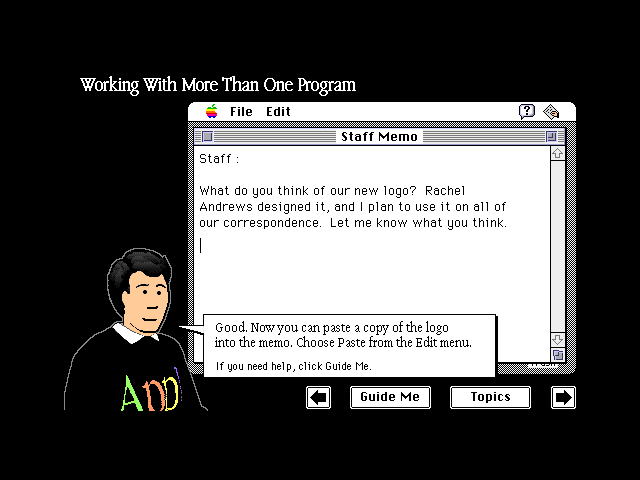 Working With More Than One Program
File Edit
Staff Memo
Staff :
What do you think of our new logo? Rachel
Andrews designed it, and I plan to use it on all of
our correspondence. Let me know what you think.
Good. Now you can paste a copy of the logo
into the memo. Choose Paste from the Edit menu.
If you need help, click Guide Me.
Guide Me
Topics